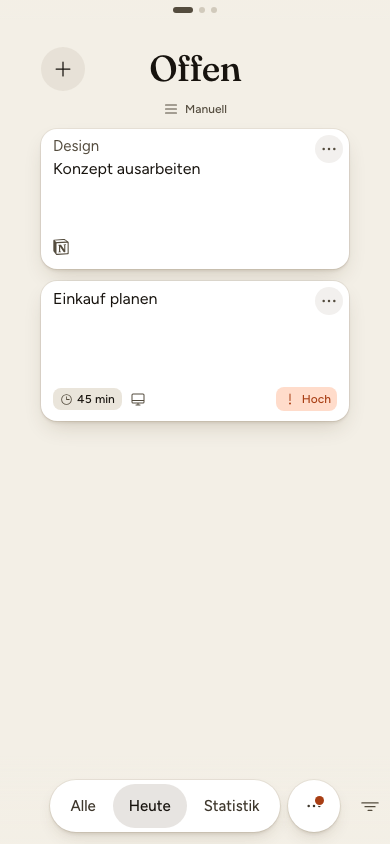 Offen
Manuell
Design
Konzept ausarbeiten
N
Einkauf planen
45 min
! Hoch
Alle
Heute
Statistik